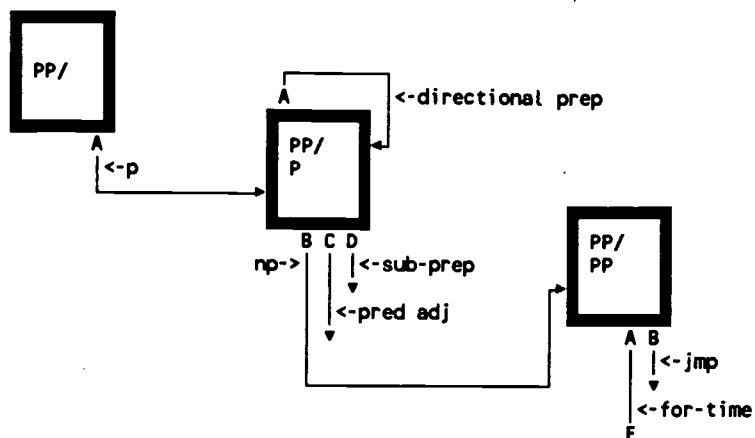 PP/
A
<-p
A
<-directional prep
PP/
P
B C D
np->
<-sub-prep
<-pred adj
PP/
PP
A B
<-jmp
<-for-time
F